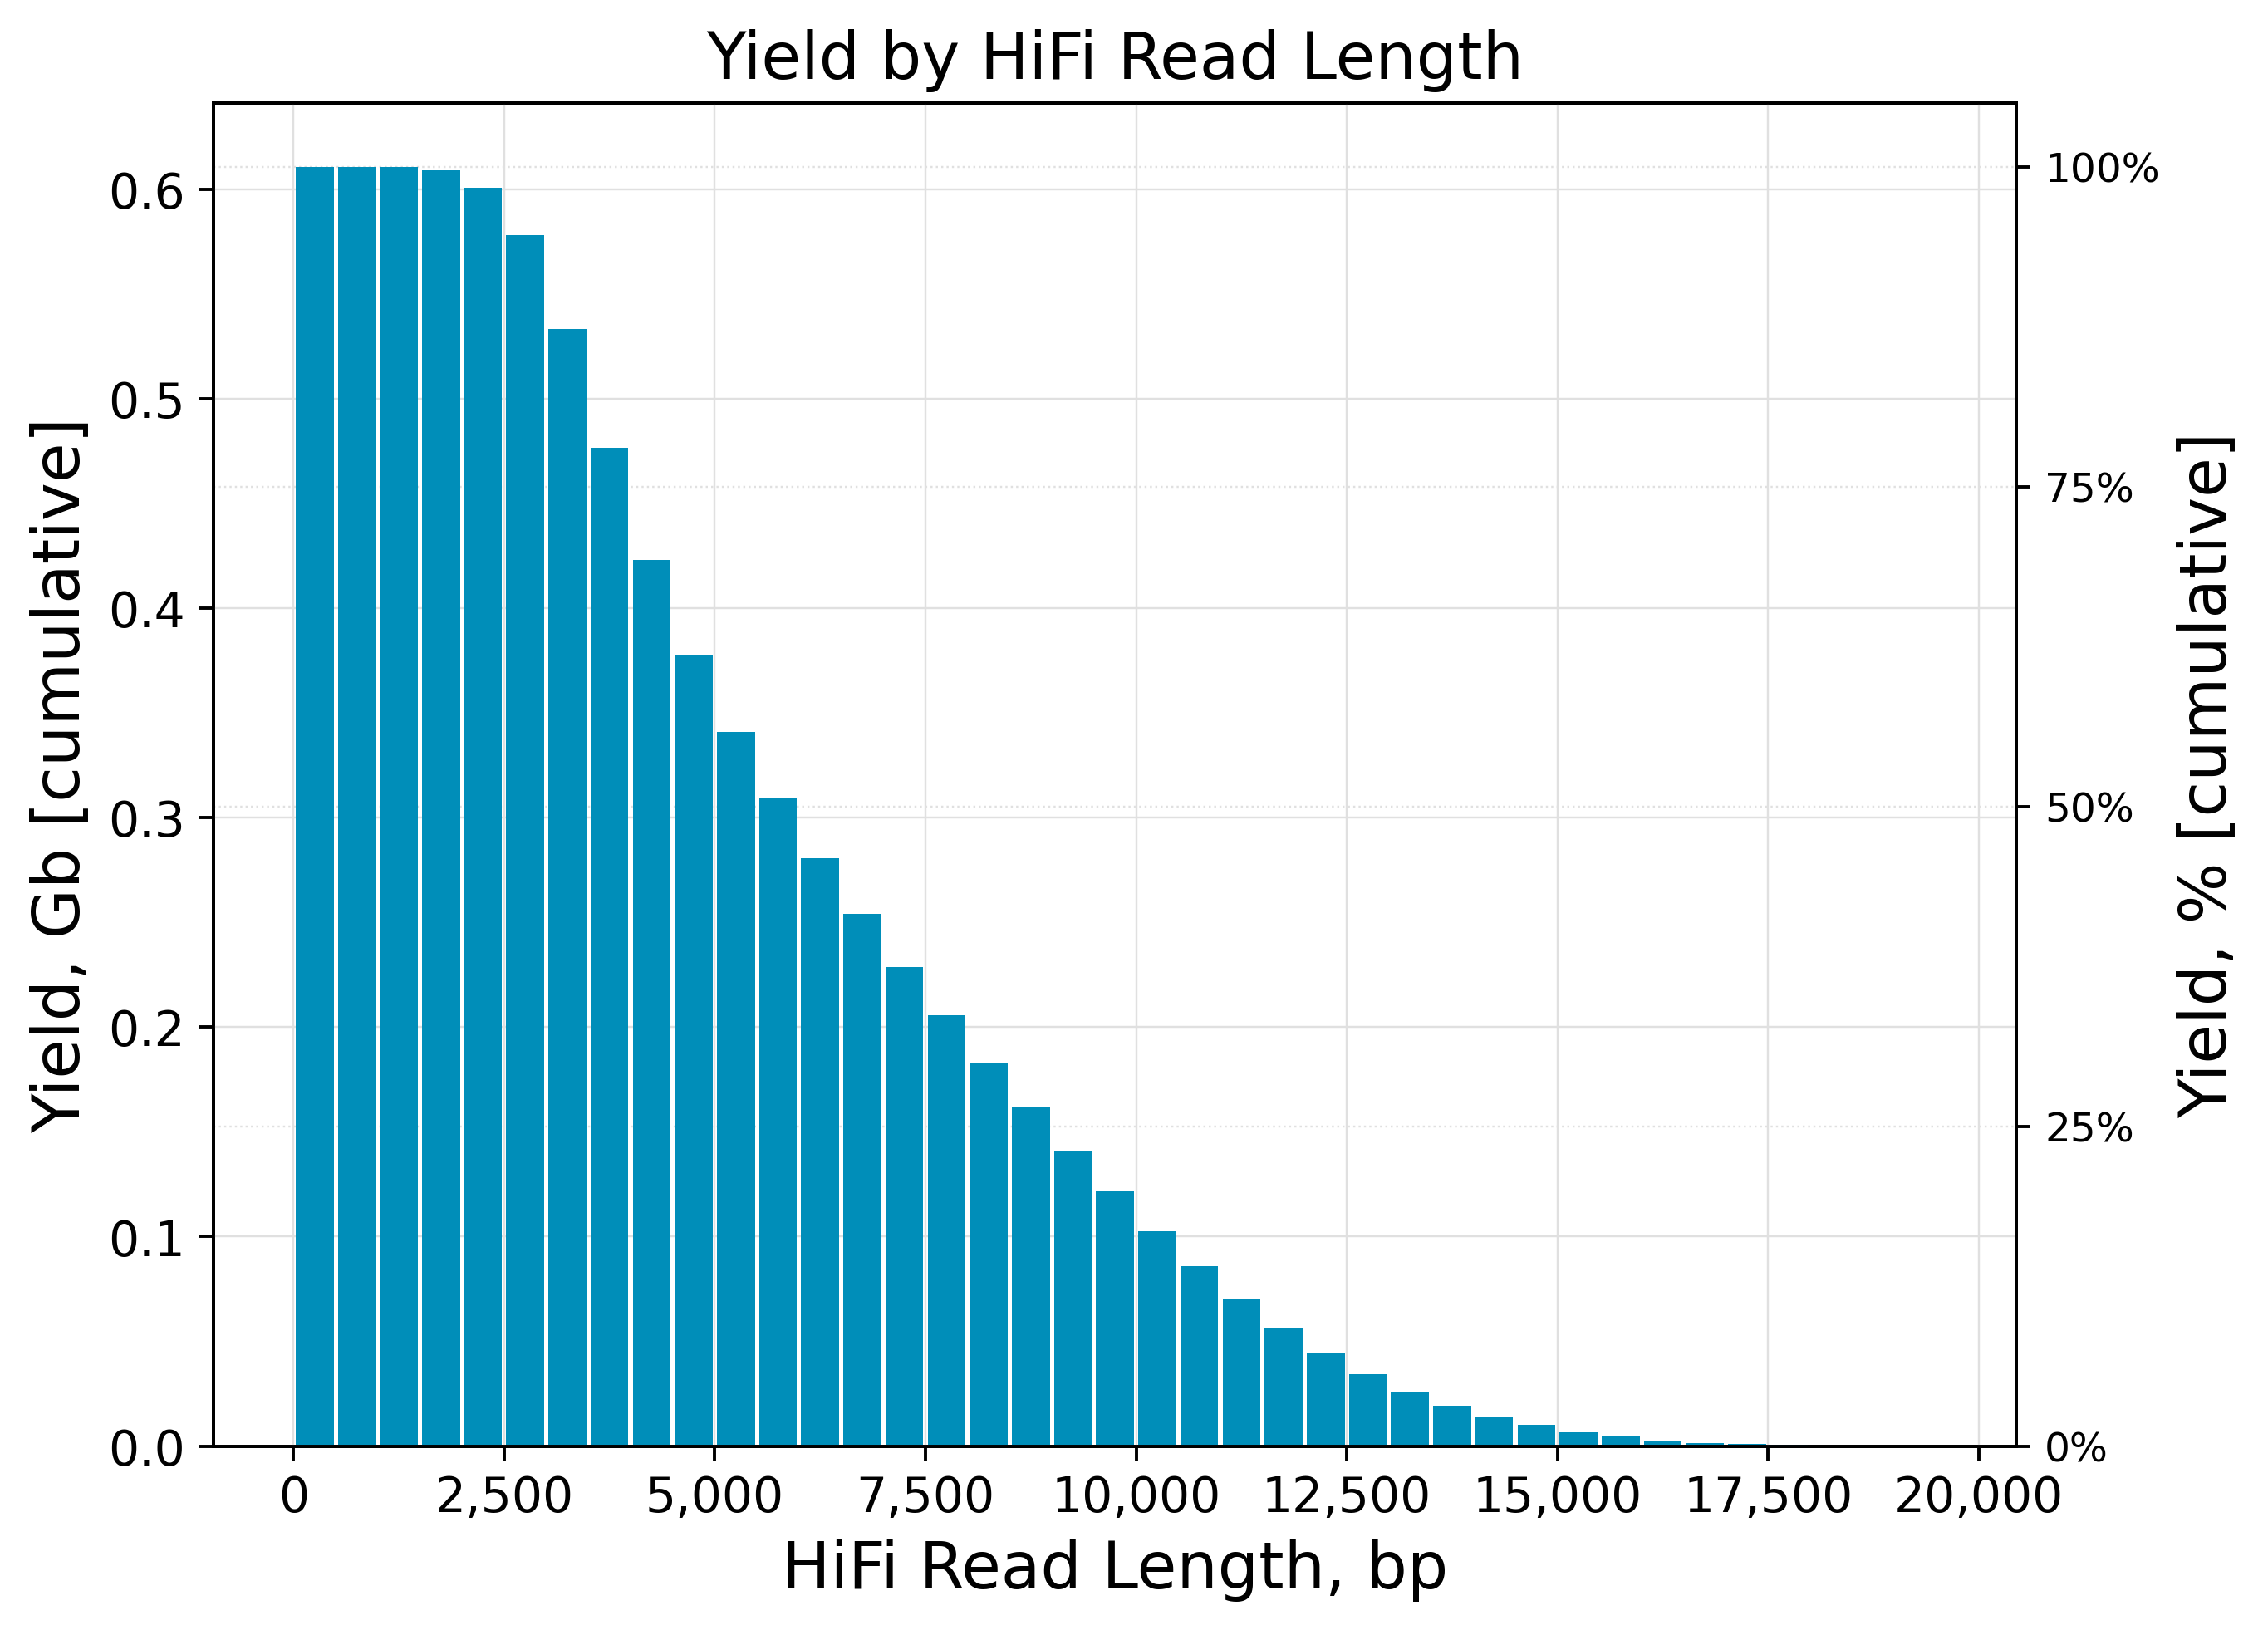 Yield by HiFi Read Length
Yield, Gb [cumulative]
0.6
0.5
0.4
0.3
0.2
0.1
0.0
100%
75%
50%
25%
0%
Yield, % [cumulative]
0 2,500 5,000 7,500 10,000 12,500 15,000 17,500 20,000
HiFi Read Length, bp